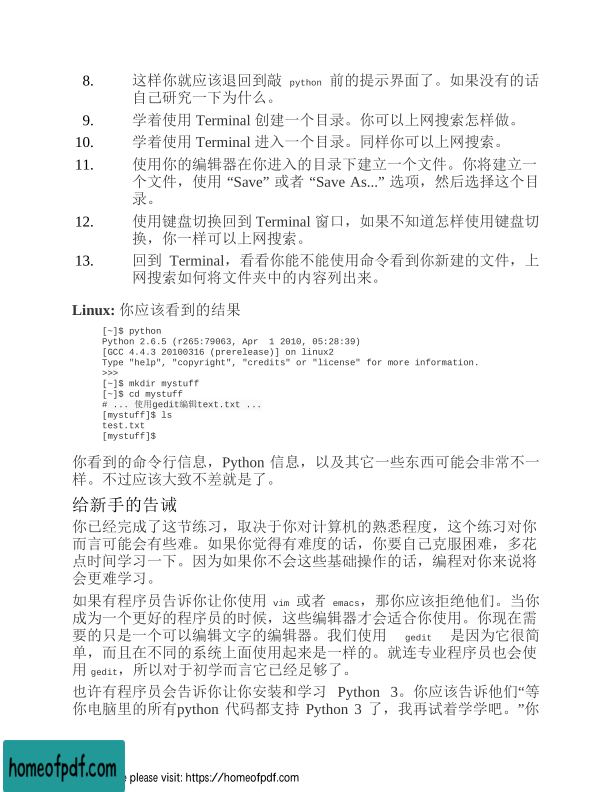 8. 这样你就应该退回到敲 python 前的提示界面了。如果没有的话
自己研究一下为什么。
9. 学着使用 Terminal 创建一个目录。你可以上网搜索怎样做。
10. 学着使用 Terminal 进入一个目录。同样你可以上网搜索。
11. 使用你的编辑器在你进入的目录下建立一个文件。你将建立一
个文件，使用 “Save” 或者 “Save As...” 选项，然后选择这个目
录。
12. 使用键盘切换回到 Terminal 窗口，如果不知道怎样使用键盘切
换，你一样可以上网搜索。
13. 回到 Terminal，看看你能不能使用命令看到你新建的文件，上
网搜索如何将文件夹中的内容列出来。
Linux: 你应该看到的结果
[~]$ python
Python 2.6.5 (r265:79063, Apr  1 2010, 05:28:39)
[GCC 4.4.3 20100316 (prerelease)] on linux2
Type "help", "copyright", "credits" or "license" for more information.
>>>
[~]$ mkdir mystuff
[~]$ cd mystuff
# ... 使用gedit编辑text.txt ...
[mystuff]$ ls
test.txt
[mystuff]$
你看到的命令行信息，Python 信息，以及其它一些东西可能会非常不一
样。不过应该大致不差就是了。
给新手的告诫
你已经完成了这节练习，取决于你对计算机的熟悉程度，这个练习对你
而言可能会有些难。如果你觉得有难度的话，你要自己克服困难，多花
点时间学习一下。因为如果你不会这些基础操作的话，编程对你来说将
会更难学习。
如果有程序员告诉你让你使用 vim 或者 emacs，那你应该拒绝他们。当你
成为一个更好的程序员的时候，这些编辑器才会适合你使用。你现在需
要的只是一个可以编辑文字的编辑器。我们使用 gedit 是因为它很简
单，而且在不同的系统上面使用起来是一样的。就连专业程序员也会使
用 gedit，所以对于初学而言它已经足够了。
也许有程序员会告诉你让你安装和学习 Python 3。你应该告诉他们“等
你电脑里的所有python 代码都支持 Python 3 了，我再试着学学吧。”你
homeofpdf.com
e please visit: https://homeofpdf.com